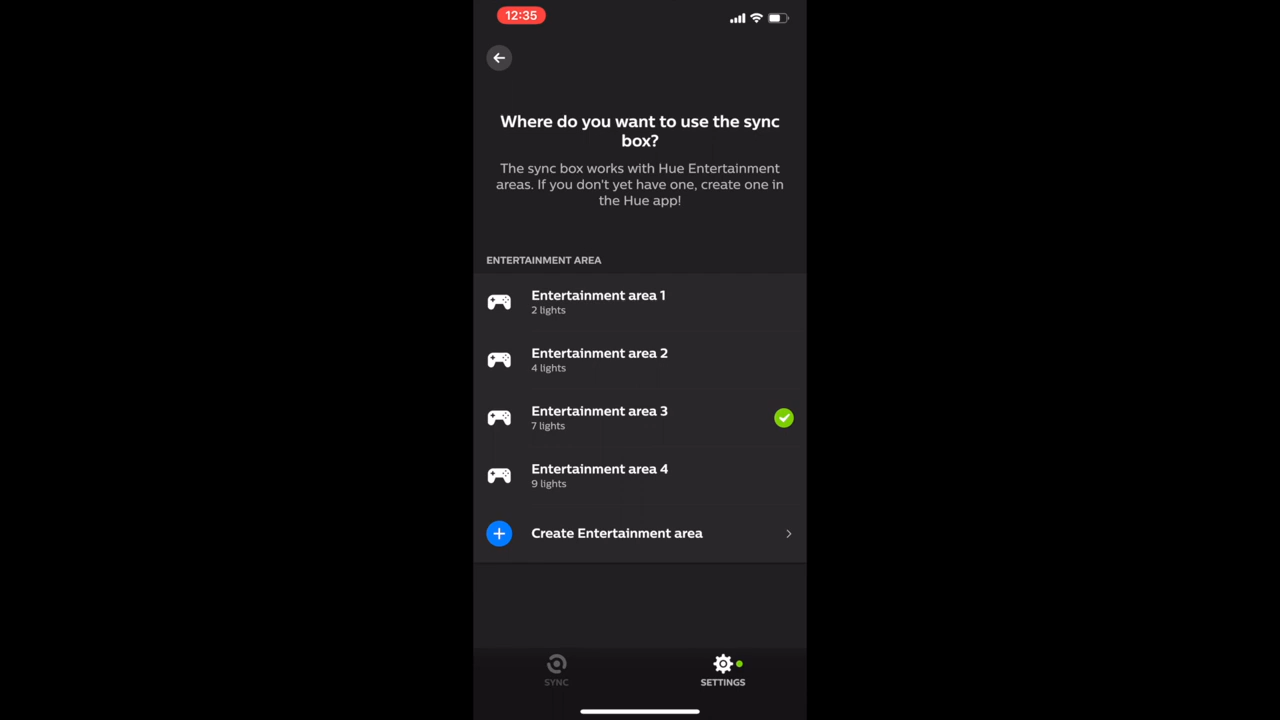 12:35
Where do you want to use the sync
box?
The sync box works with Hue Entertainment
areas. If you don't yet have one, create one in
the Hue app!
ENTERTAINMENT AREA
Entertainment area 1
2 lights
Entertainment area 2
4 lights
Entertainment area 3
7 lights
Entertainment area 4
9 lights
Create Entertainment area
SYNC
SETTINGS